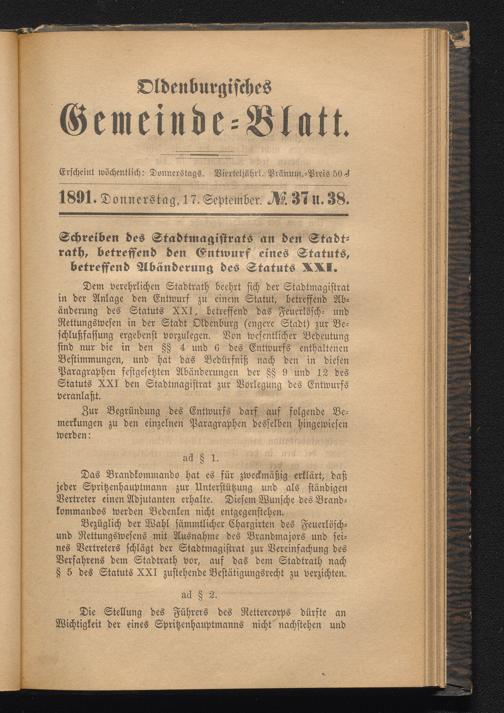 Oldenburgisches
Gemeinde-Blatt.
Erscheint wöchentlich: Donnerstags. Vierteljährl. Pränum.-Preis 50 ₰
1891. Donnerstag, 17. September. №. 37 u. 38.
Schreiben des Stadtmagistrats an den Stadt-
rath, betreffend den Entwurf eines Statuts,
betreffend Abänderung des Statuts XXI.
Dem verehrlichen Stadtrath beehrt sich der Stadtmagistrat
in der Anlage den Entwurf zu einem Statut, betreffend Ab-
änderung des Statuts XXI, betreffend das Feuerlösch- und
Rettungswesen in der Stadt Oldenburg (engere Stadt) zur Be-
schlußfassung ergebenst vorzulegen. Von wesentlicher Bedeutung
sind nur die in den §§ 4 und 6 des Entwurfs enthaltenen
Bestimmungen, und hat das Bedürfniß nach den in diesen
Paragraphen festgesetzten Abänderungen der §§ 9 und 12 des
Statuts XXI den Stadtmagistrat zur Vorlegung des Entwurfs
veranlaßt.
Zur Begründung des Entwurfs darf auf folgende Be-
merkungen zu den einzelnen Paragraphen desselben hingewiesen
werden:
ad § 1.
Das Brandkommando hat es für zweckmäßig erklärt, daß
jeder Spritzenhauptmann zur Unterstützung und als ständigen
Vertreter einen Adjutanten erhalte. Diesem Wunsche des Brand-
kommandos werden Bedenken nicht entgegenstehen.
Bezüglich der Wahl sämmtlicher Chargirten des Feuerlösch-
und Rettungswesens mit Ausnahme des Brandmajors und sei-
nes Vertreters schlägt der Stadtmagistrat zur Vereinfachung des
Verfahrens dem Stadtrath vor, auf das dem Stadtrath nach
§ 5 des Statuts XXI zustehende Bestätigungsrecht zu verzichten.
ad § 2.
Die Stellung des Führers des Rettercorps dürfte an
Wichtigkeit der eines Spritzenhauptmanns nicht nachstehen und